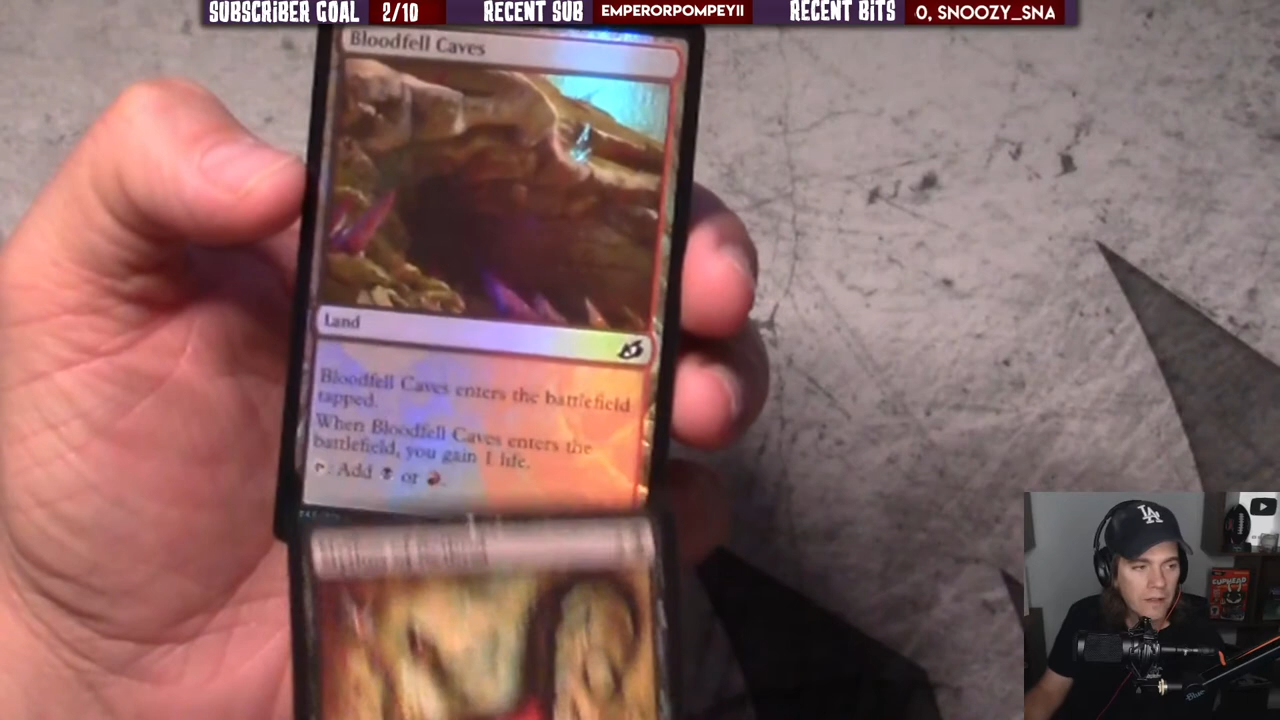 SUBSCRIBER GOAL 2/10 RECENT SUB EMPERORPOMPEYII RECENT BITS 0, SNOOZY_SNA
Bloodfell Caves
Land
Bloodfell Caves enters the battlefield
tapped.
When Bloodfell Caves enters the
battlefield, you gain 1 life.
: Add or .
LA
CUPHEAD